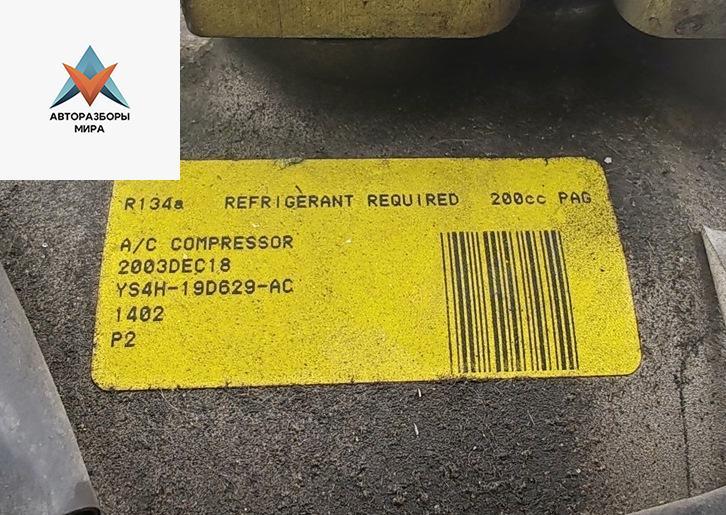 АВТОРАЗБОРЫ
МИРА
R134a REFRIGERANT REQUIRED 200cc PAG
A/C COMPRESSOR
2003DEC18
YS4H-19D629-AC
1402
P2